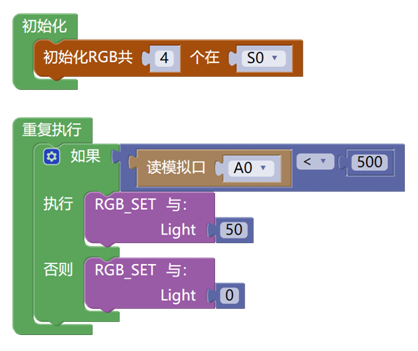 初始化
初始化RGB共 4 个在 S0
重复执行
如果 读模拟口 A0 < 500
执行 RGB_SET 与:
Light 50
否则 RGB_SET 与:
Light 0